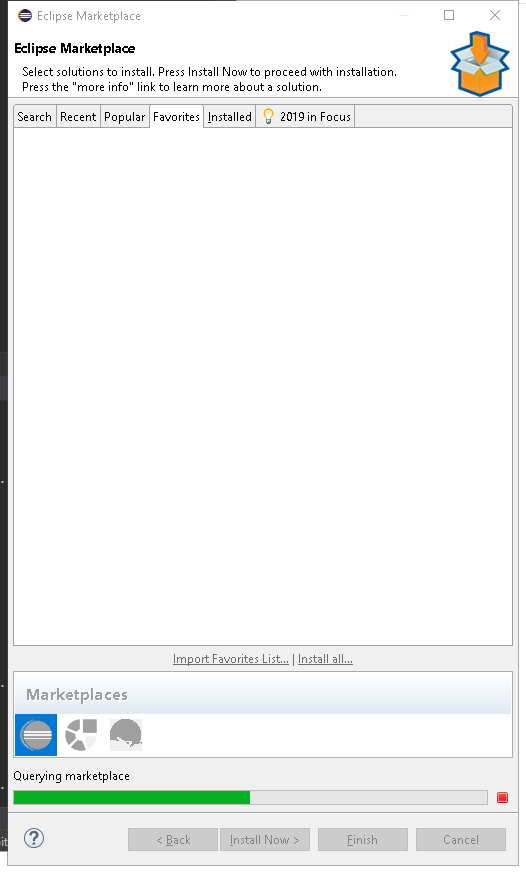 Eclipse Marketplace
Eclipse Marketplace
Select solutions to install. Press Install Now to proceed with installation.
Press the "more info" link to learn more about a solution.
Search Recent Popular Favorites Installed 2019 in Focus
Import Favorites List... | Install all...
Marketplaces
Querying marketplace
? < Back Install Now > Finish Cancel